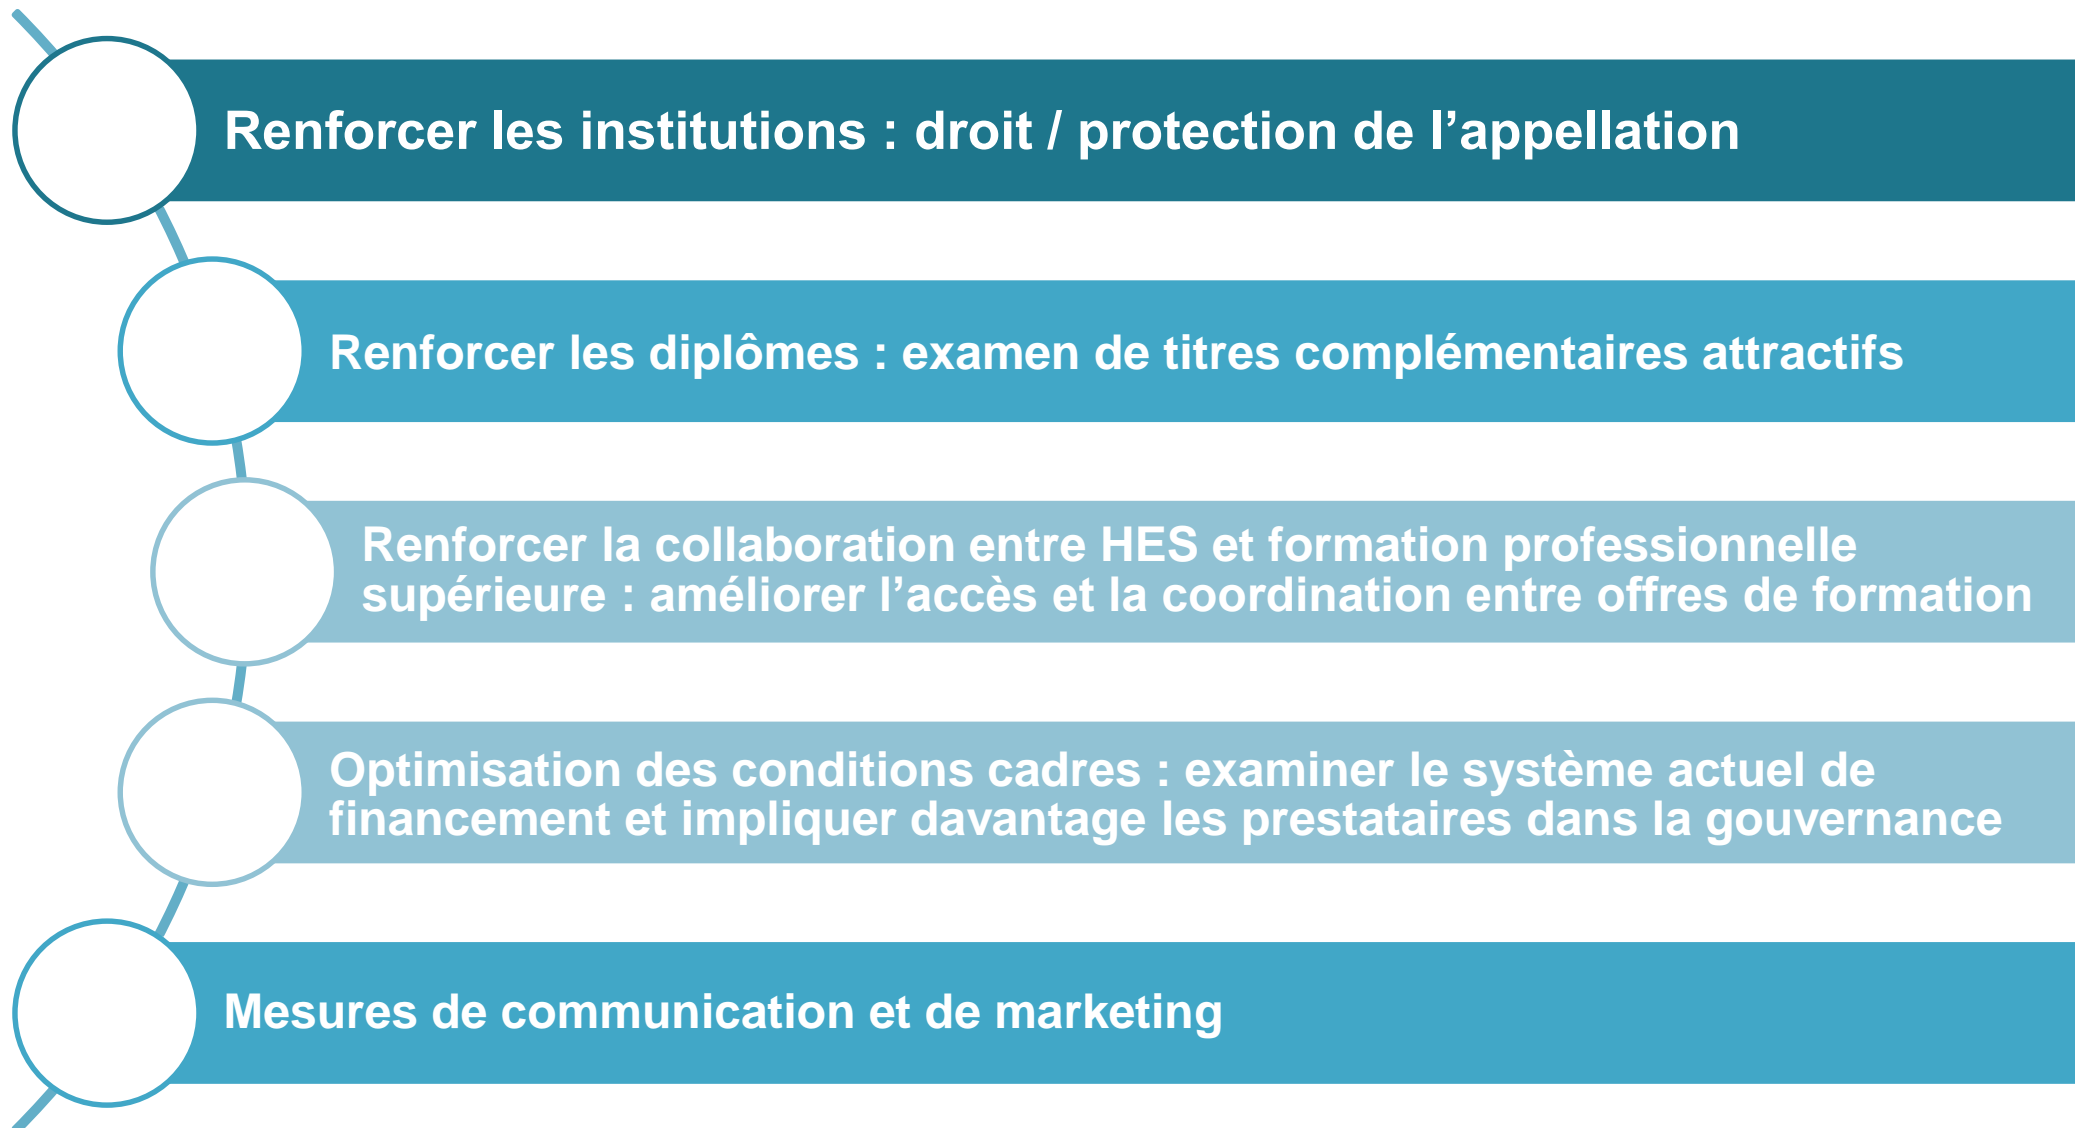 Renforcer les institutions : droit / protection de l’appellation
Renforcer les diplômes : examen de titres complémentaires attractifs
Renforcer la collaboration entre HES et formation professionnelle
supérieure : améliorer l’accès et la coordination entre offres de formation
Optimisation des conditions cadres : examiner le système actuel de
financement et impliquer davantage les prestataires dans la gouvernance
Mesures de communication et de marketing